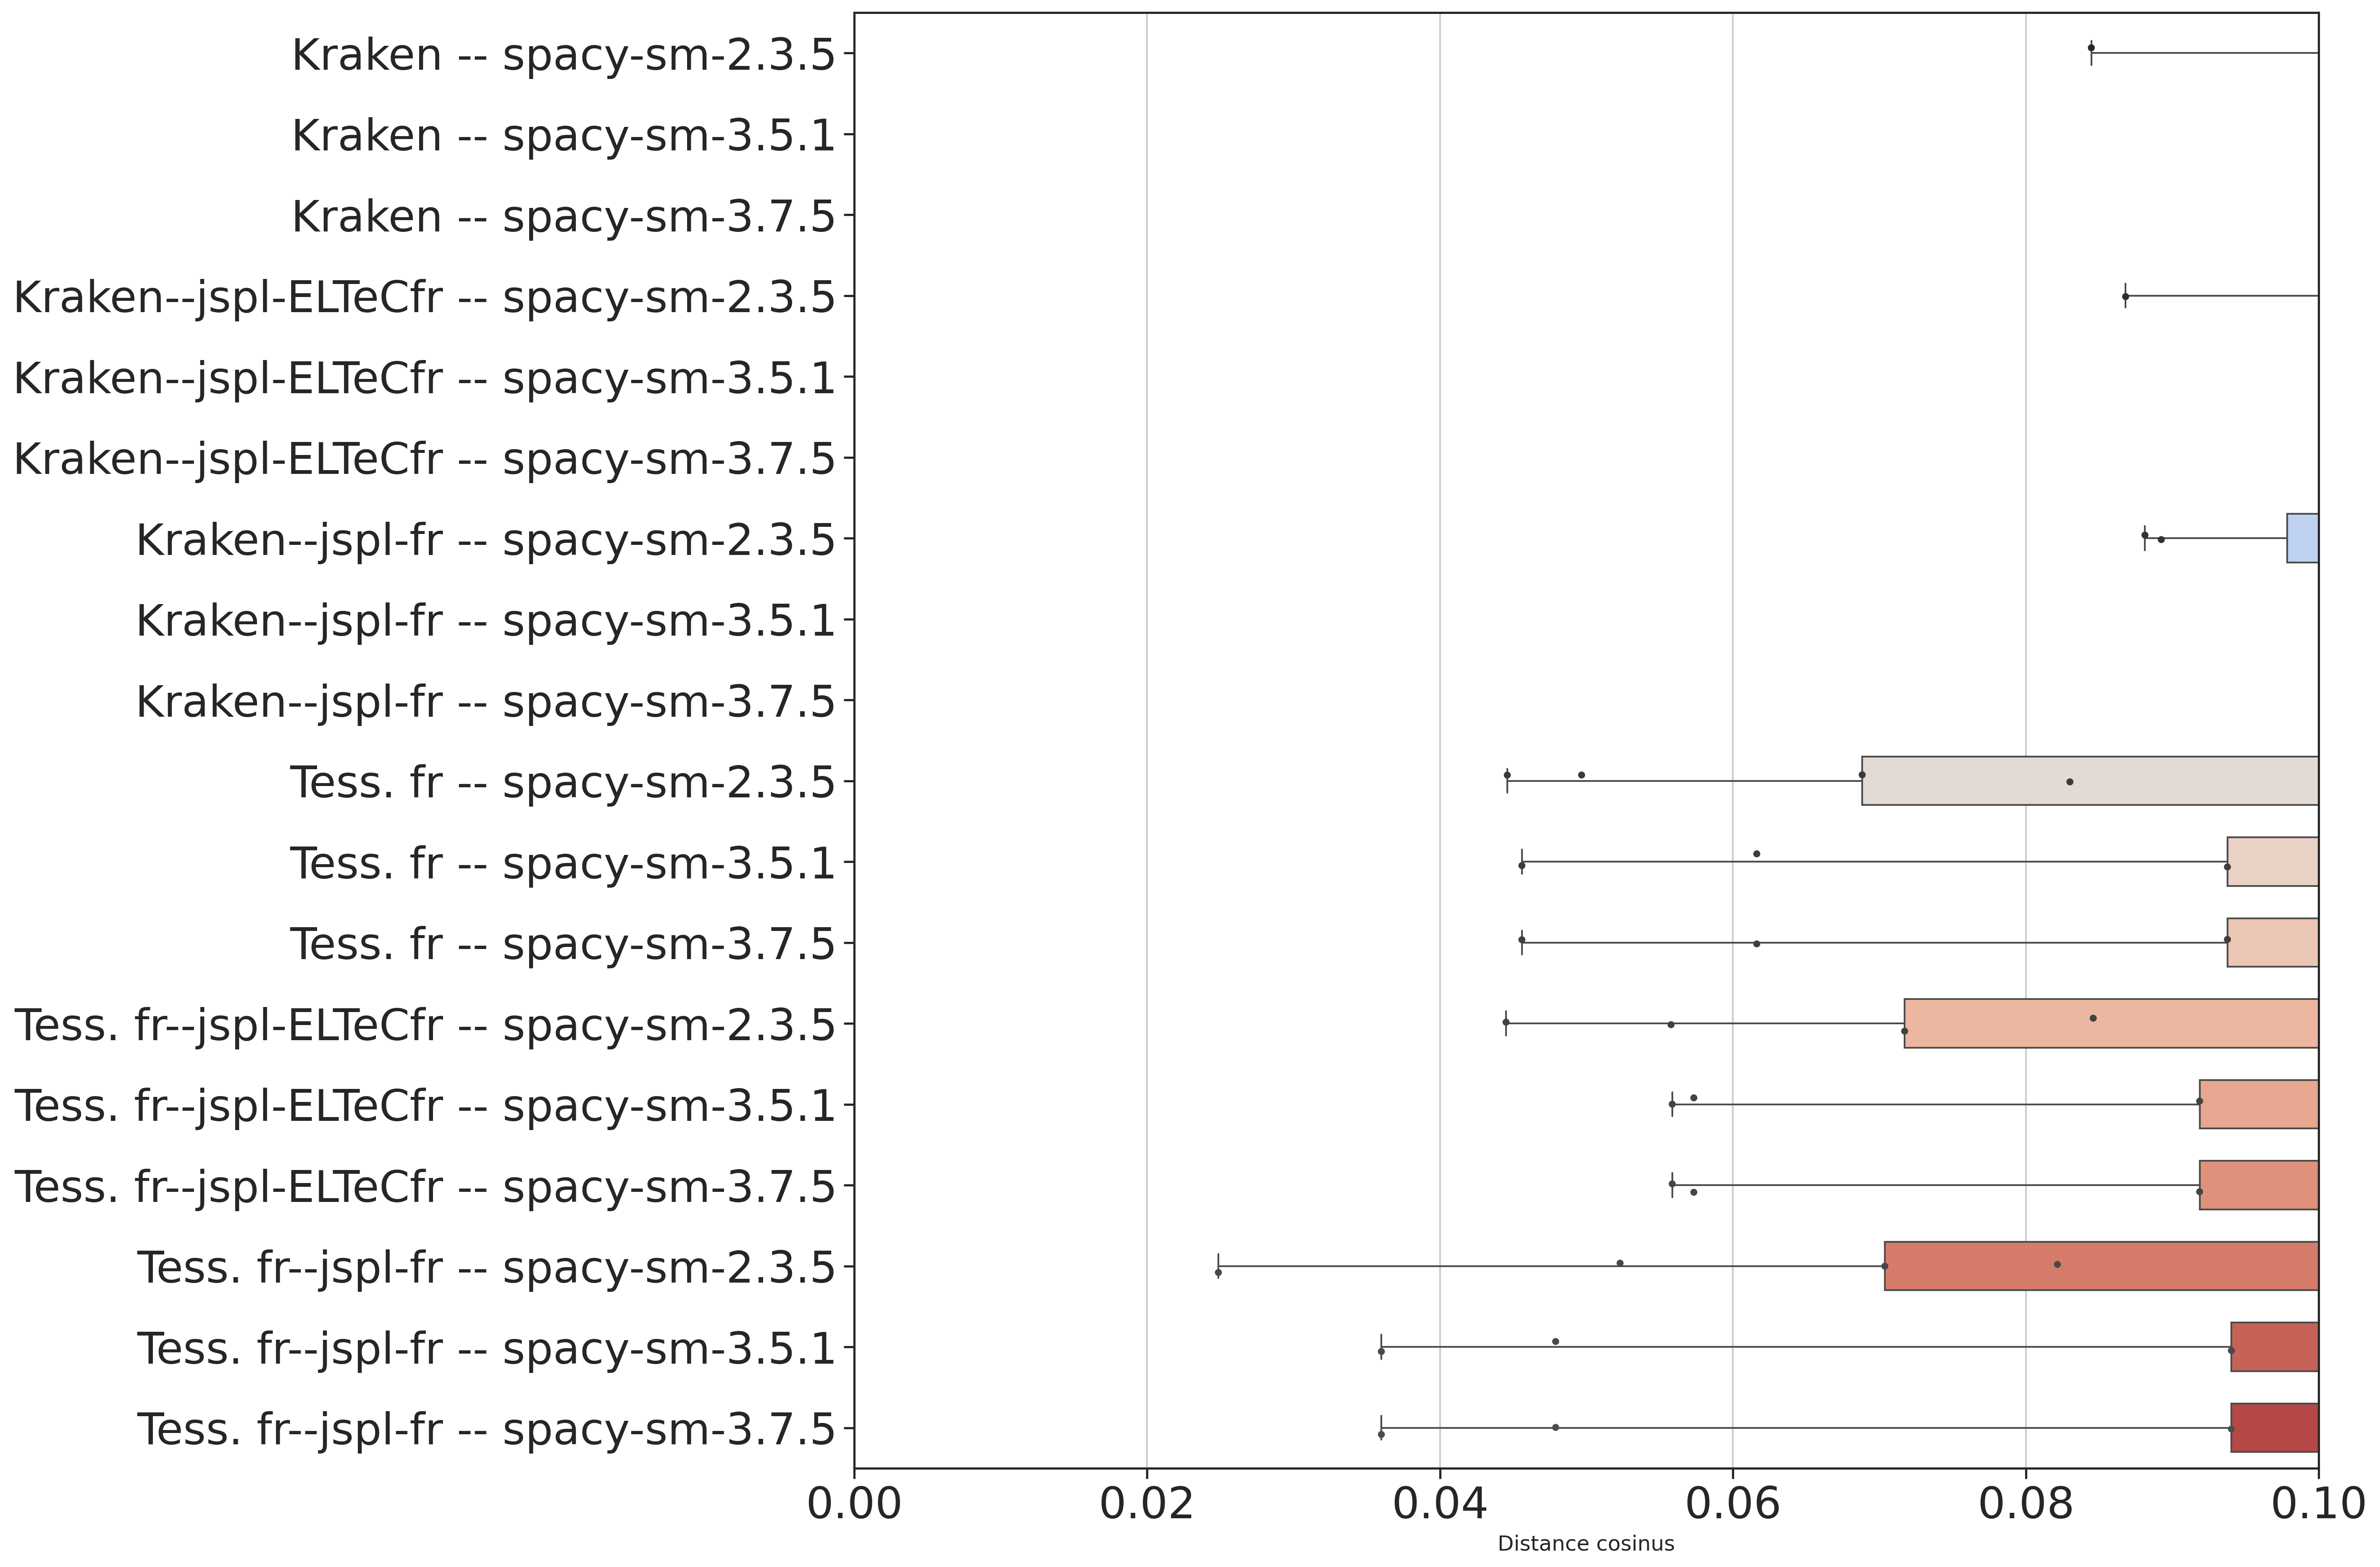 Kraken -- spacy-sm-2.3.5
Kraken -- spacy-sm-3.5.1
Kraken -- spacy-sm-3.7.5
Kraken--jspl-ELTeCfr -- spacy-sm-2.3.5
Kraken--jspl-ELTeCfr -- spacy-sm-3.5.1
Kraken--jspl-ELTeCfr -- spacy-sm-3.7.5
Kraken--jspl-fr -- spacy-sm-2.3.5
Kraken--jspl-fr -- spacy-sm-3.5.1
Kraken--jspl-fr -- spacy-sm-3.7.5
Tess. fr -- spacy-sm-2.3.5
Tess. fr -- spacy-sm-3.5.1
Tess. fr -- spacy-sm-3.7.5
Tess. fr--jspl-ELTeCfr -- spacy-sm-2.3.5
Tess. fr--jspl-ELTeCfr -- spacy-sm-3.5.1
Tess. fr--jspl-ELTeCfr -- spacy-sm-3.7.5
Tess. fr--jspl-fr -- spacy-sm-2.3.5
Tess. fr--jspl-fr -- spacy-sm-3.5.1
Tess. fr--jspl-fr -- spacy-sm-3.7.5
0.00 0.02 0.04 0.06 0.08 0.10
Distance cosinus